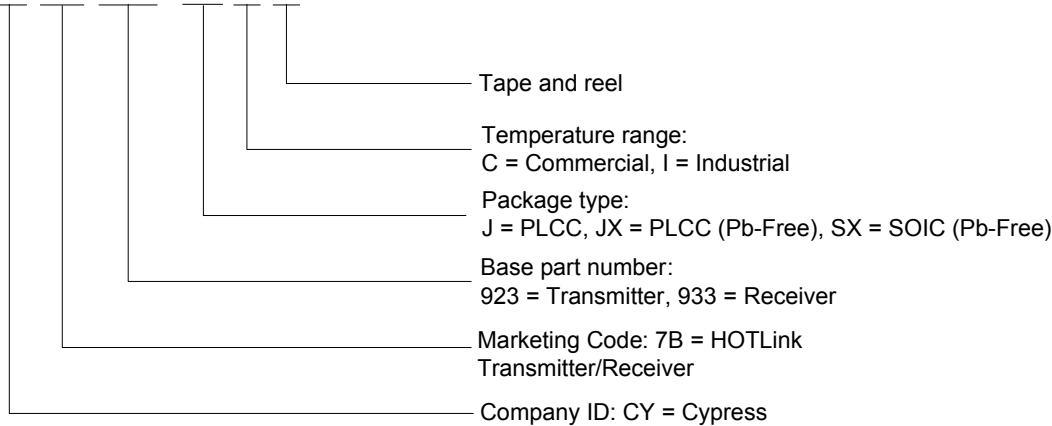 Tape and reel
Temperature range:
C = Commercial, I = Industrial
Package type:
J = PLCC, JX = PLCC (Pb-Free), SX = SOIC (Pb-Free)
Base part number:
923 = Transmitter, 933 = Receiver
Marketing Code: 7B = HOTLink
Transmitter/Receiver
Company ID: CY = Cypress